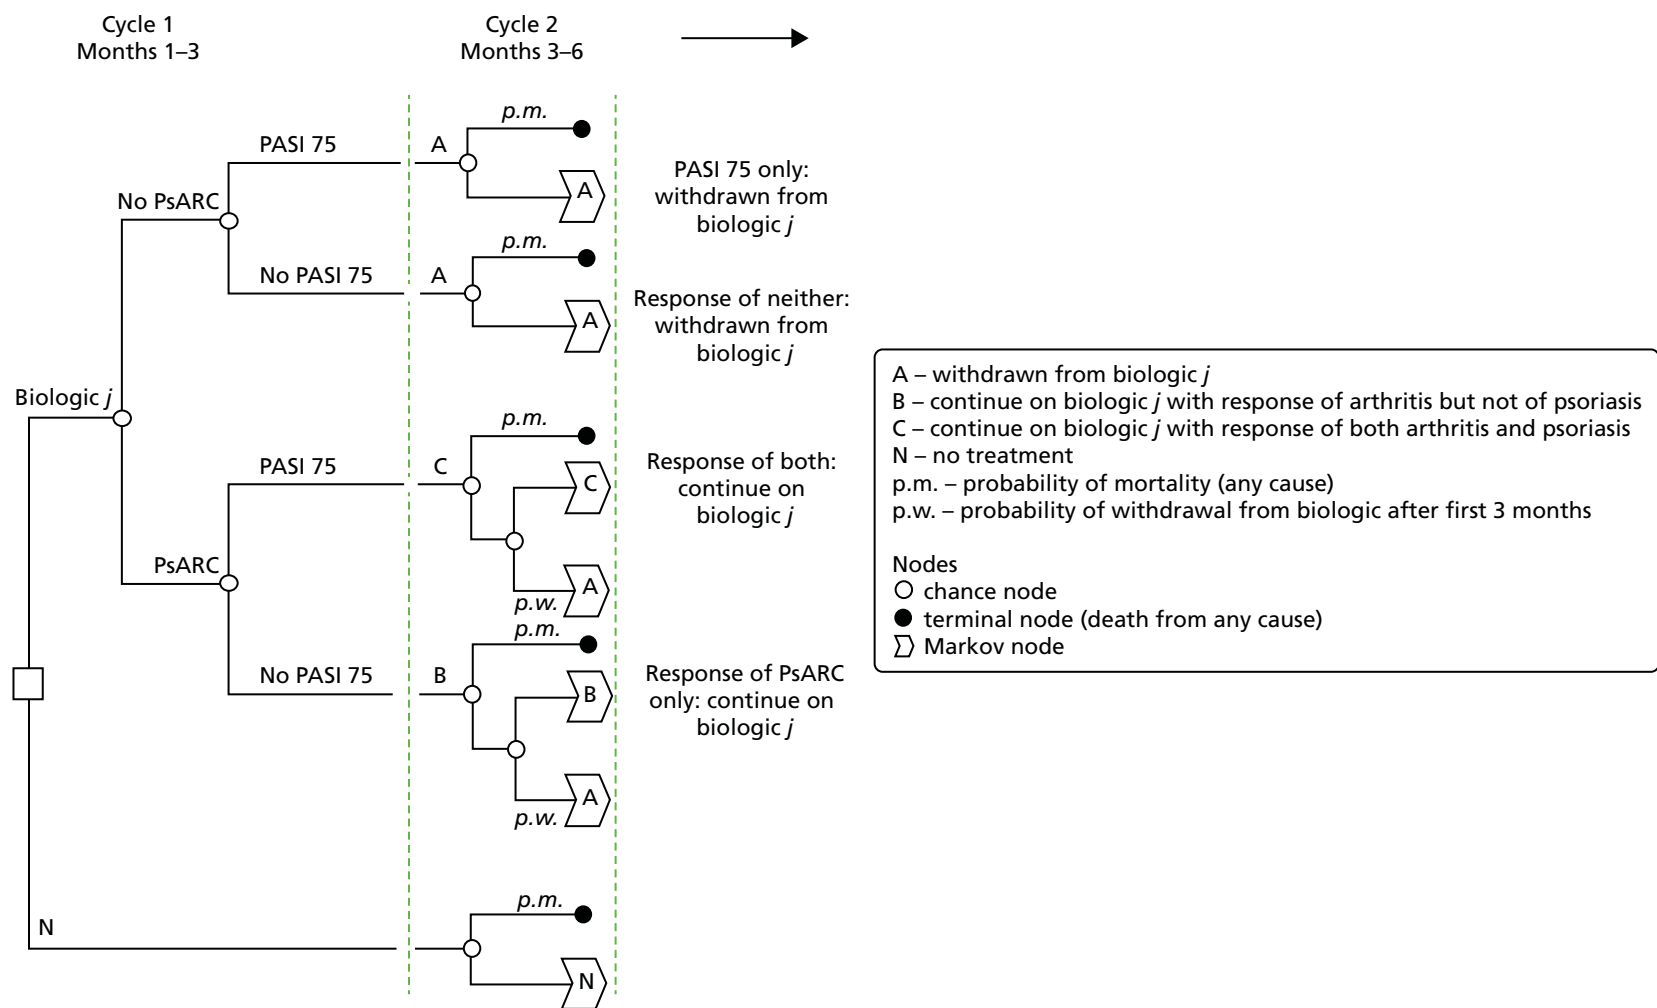 Cycle 1
Months 1–3
Cycle 2
Months 3–6
Biologic j
No PsARC
PASI 75
A
p.m.
A
PASI 75 only:
withdrawn from
biologic j
No PASI 75
A
p.m.
A
Response of neither:
withdrawn from
biologic j
PsARC
PASI 75
C
p.m.
C
A
p.w.
Response of both:
continue on
biologic j
No PASI 75
B
p.m.
B
A
p.w.
Response of PsARC
only: continue on
biologic j
N
p.m.
N
A – withdrawn from biologic j
B – continue on biologic j with response of arthritis but not of psoriasis
C – continue on biologic j with response of both arthritis and psoriasis
N – no treatment
p.m. – probability of mortality (any cause)
p.w. – probability of withdrawal from biologic after first 3 months
Nodes
chance node
terminal node (death from any cause)
Markov node